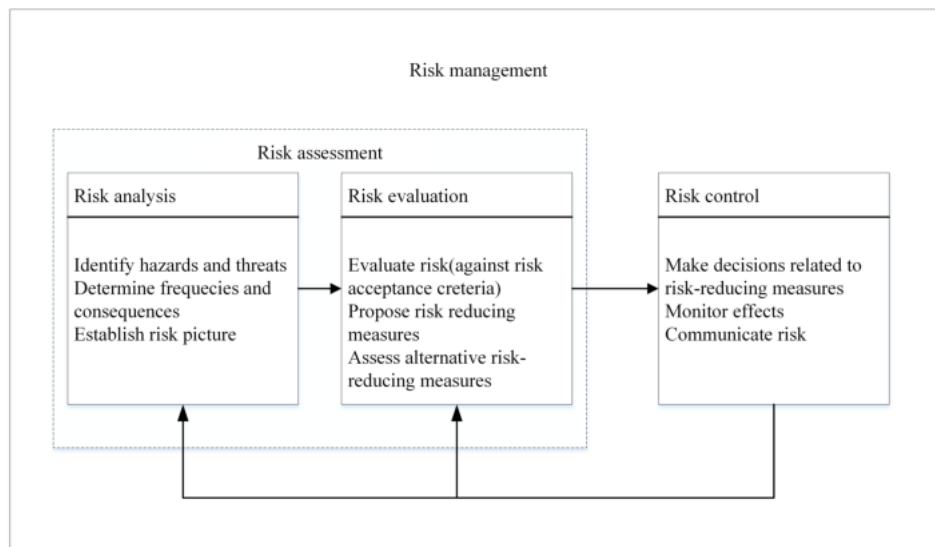 Risk management
Risk assessment
Risk analysis
Identify hazards and threats
Determine frequecies and
consequences
Establish risk picture
Risk evaluation
Evaluate risk(against risk
acceptance creteria)
Propose risk reducing
measures
Assess alternative risk-
reducing measures
Risk control
Make decisions related to
risk-reducing measures
Monitor effects
Communicate risk